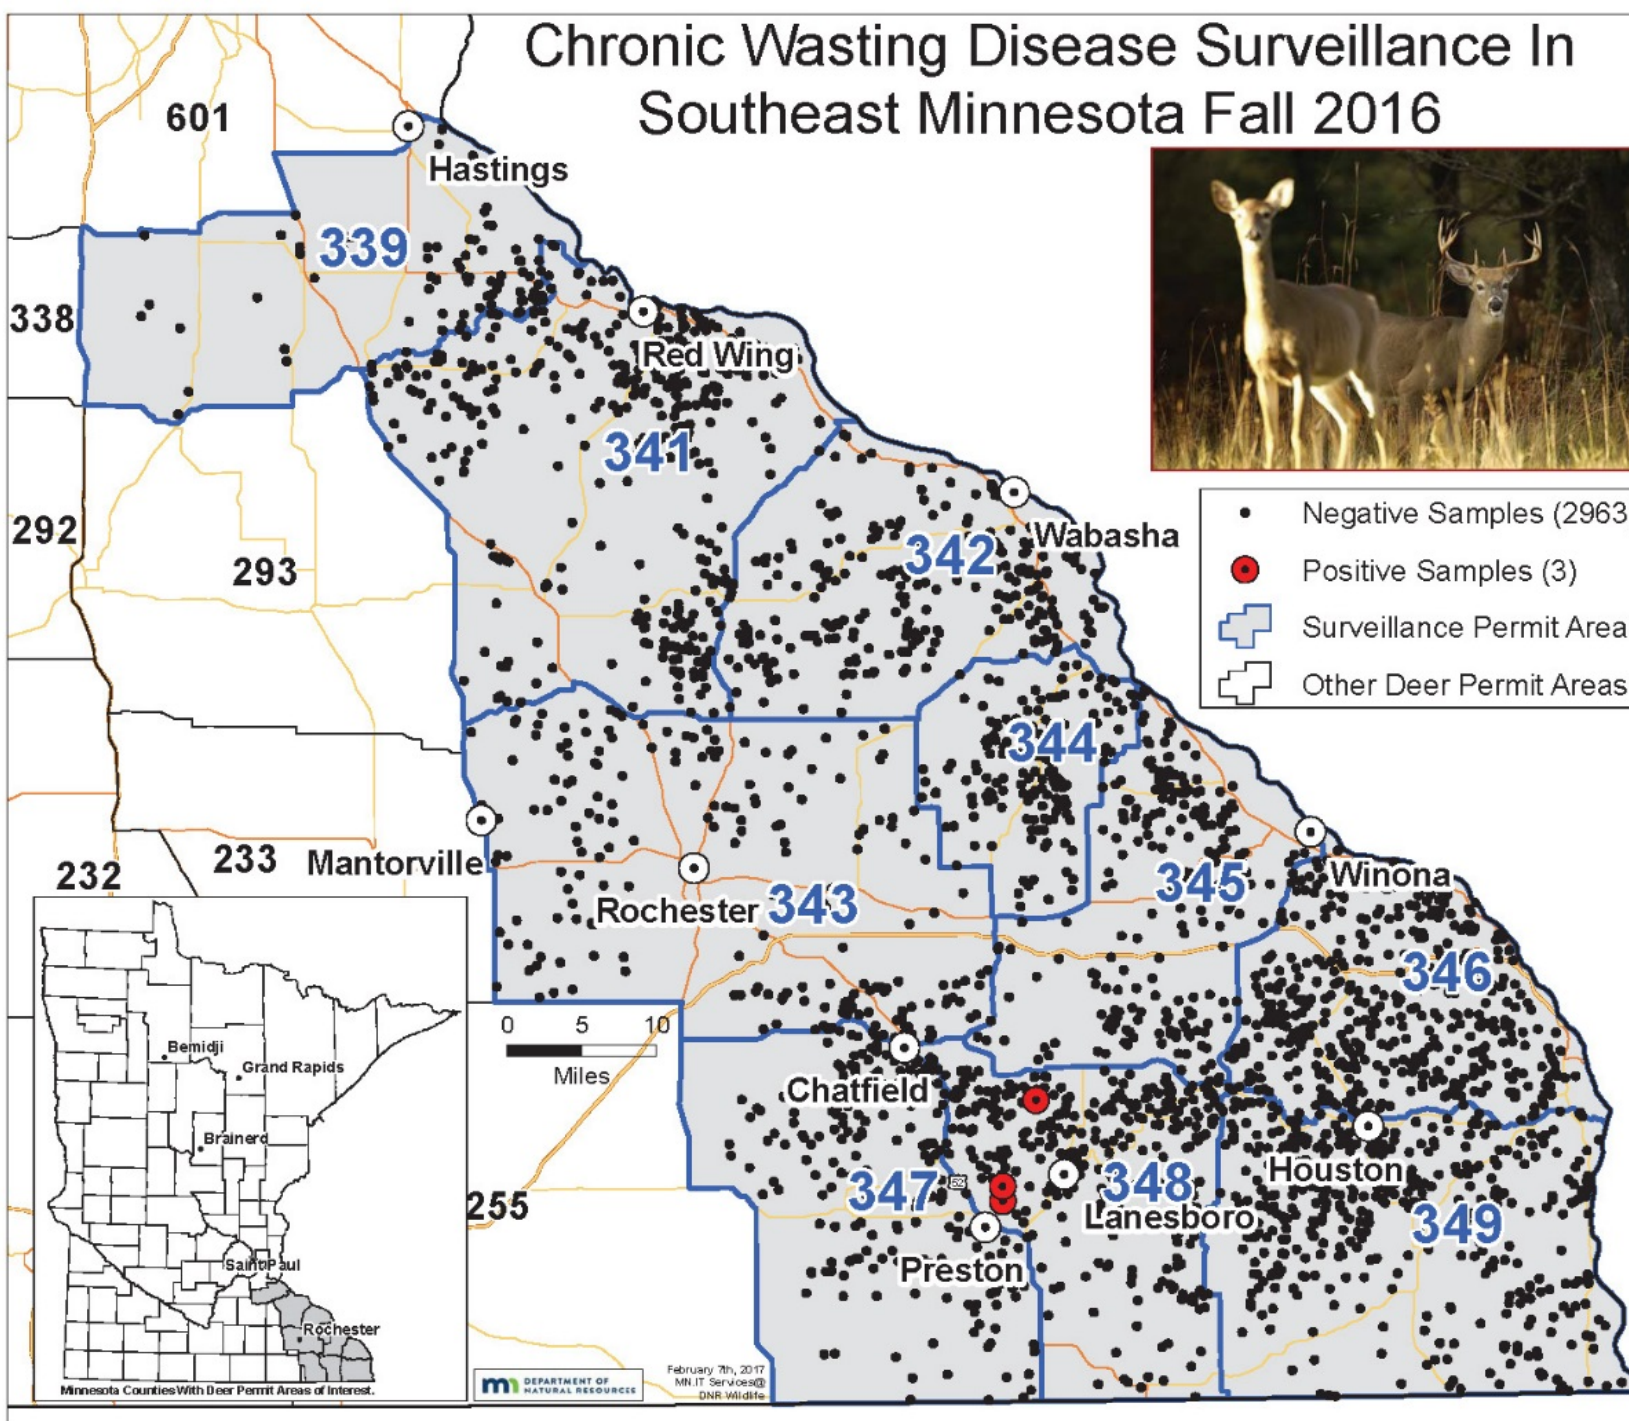 Chronic Wasting Disease Surveillance In
Southeast Minnesota Fall 2016
601
Hastings
339
338
Red Wing
341
Negative Samples (2963
Positive Samples (3)
Surveillance Permit Area
Other Deer Permit Areas
292
293
342
Wabasha
344
232
233
Mantorville
345
Winona
Rochester
343
346
0 5 10
Miles
Chatfield
Houston
255
347
52
348
Lanesboro
349
Preston
Bemidji
Grand Rapids
Brainerd
Saint Paul
Rochester
Minnesota Counties With Deer Permit Areas of Interest.
mn DEPARTMENT OF
NATURAL RESOURCES
February 7th, 2017
MN.IT Services@
DNR Wildlife